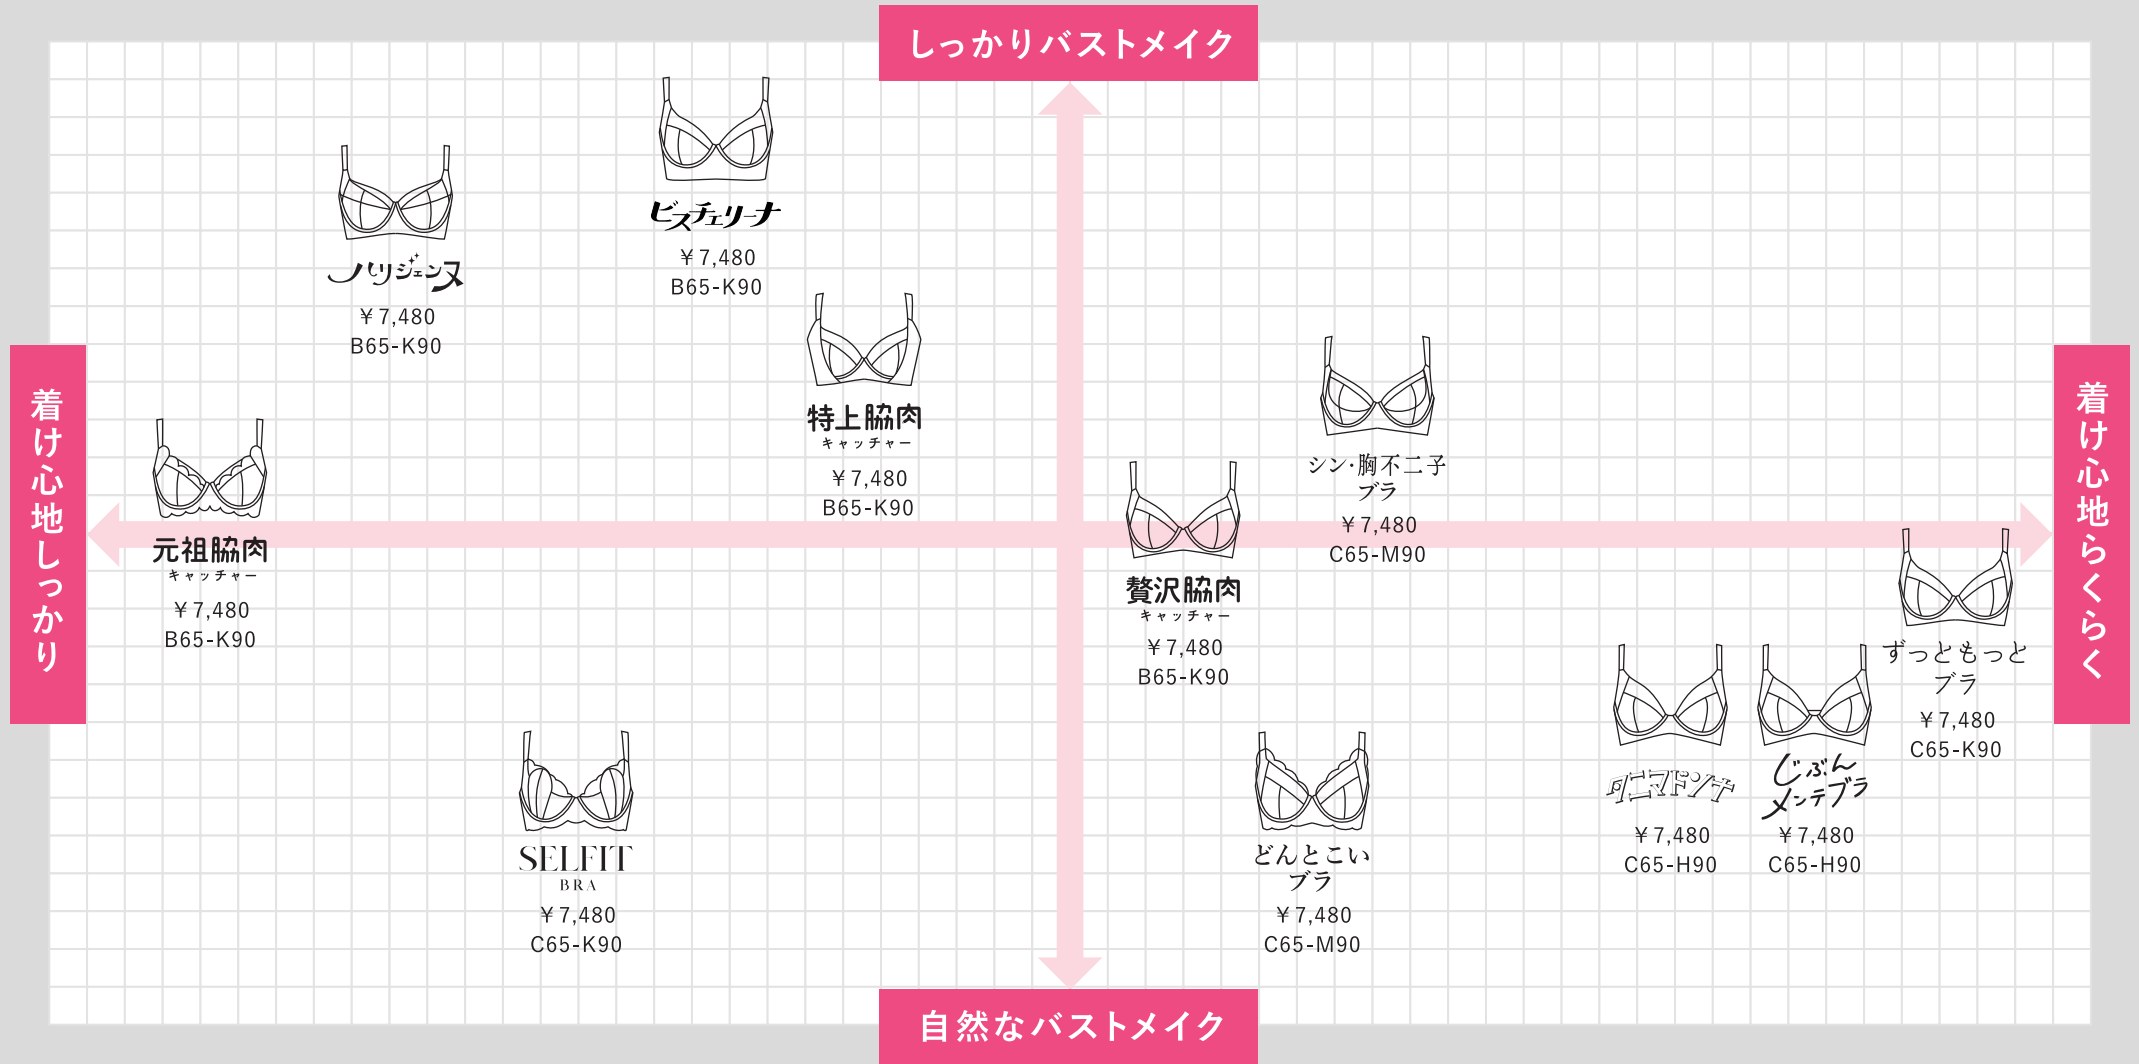 しっかりバストメイク
ビスチェリーナ
¥7,480
B65-K90
ノリジェンヌ
¥7,480
B65-K90
特上脇肉
キャッチャー
¥7,480
B65-K90
シン・胸不二子
ブラ
¥7,480
C65-M90
着け心地しっかり
着け心地らくらく
元祖脇肉
キャッチャー
¥7,480
B65-K90
贅沢脇肉
キャッチャー
¥7,480
B65-K90
ずっともっと
ブラ
¥7,480
C65-K90
タニマドンナ
¥7,480
C65-H90
じぶん
メンテブラ
¥7,480
C65-H90
SELFIT
BRA
¥7,480
C65-K90
どんとこい
ブラ
¥7,480
C65-M90
自然なバストメイク